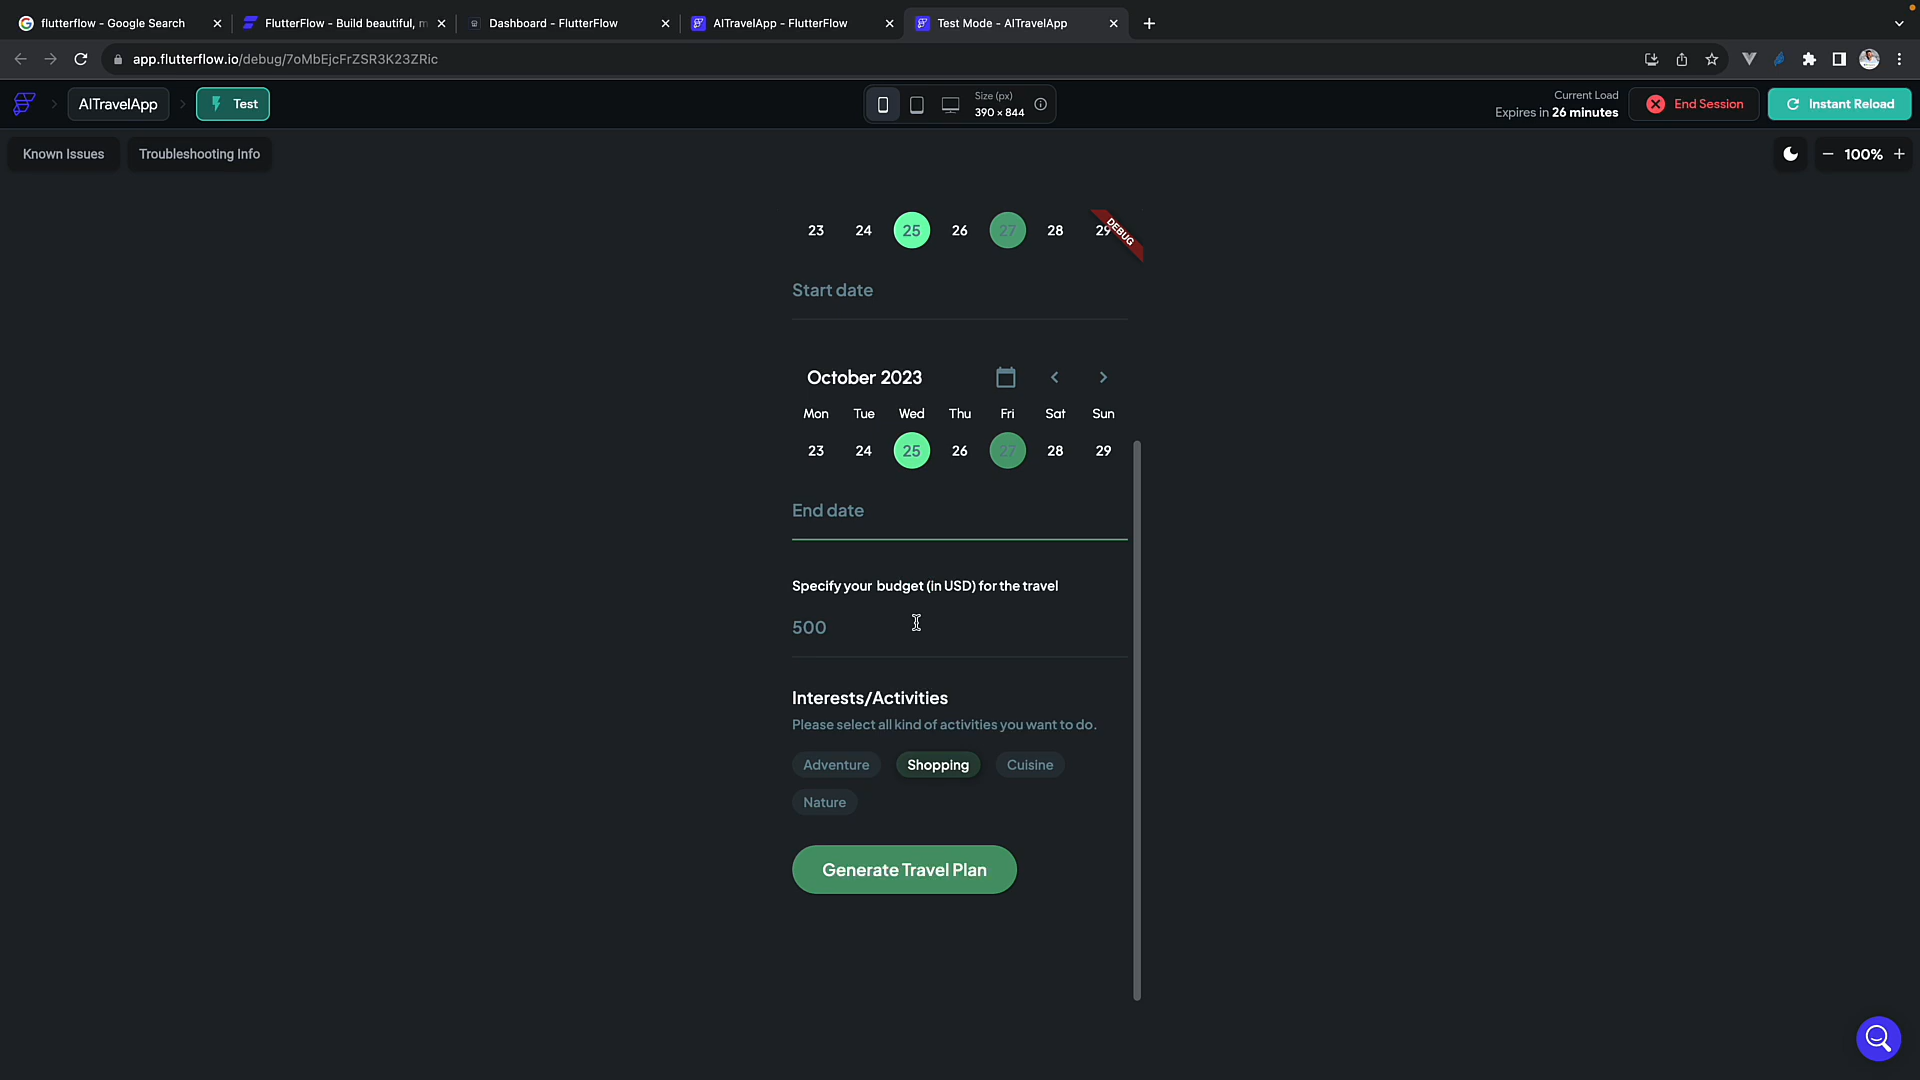 flutterflow - Google Search
FlutterFlow - Build beautiful, m
Dashboard - FlutterFlow
AITravelApp - FlutterFlow
Test Mode - AITravelApp
app.flutterflow.io/debug/7oMbEjcFrZSR3K23ZRic
AITravelApp
Test
Size (px)
390 × 844
Current Load
Expires in 26 minutes
End Session
Instant Reload
Known Issues
Troubleshooting Info
100%
23 24 25 26 27 28 29
DEBUG
Start date
October 2023
Mon Tue Wed Thu Fri Sat Sun
23 24 25 26 27 28 29
End date
Specify your budget (in USD) for the travel
500
Interests/Activities
Please select all kind of activities you want to do.
Adventure Shopping Cuisine
Nature
Generate Travel Plan